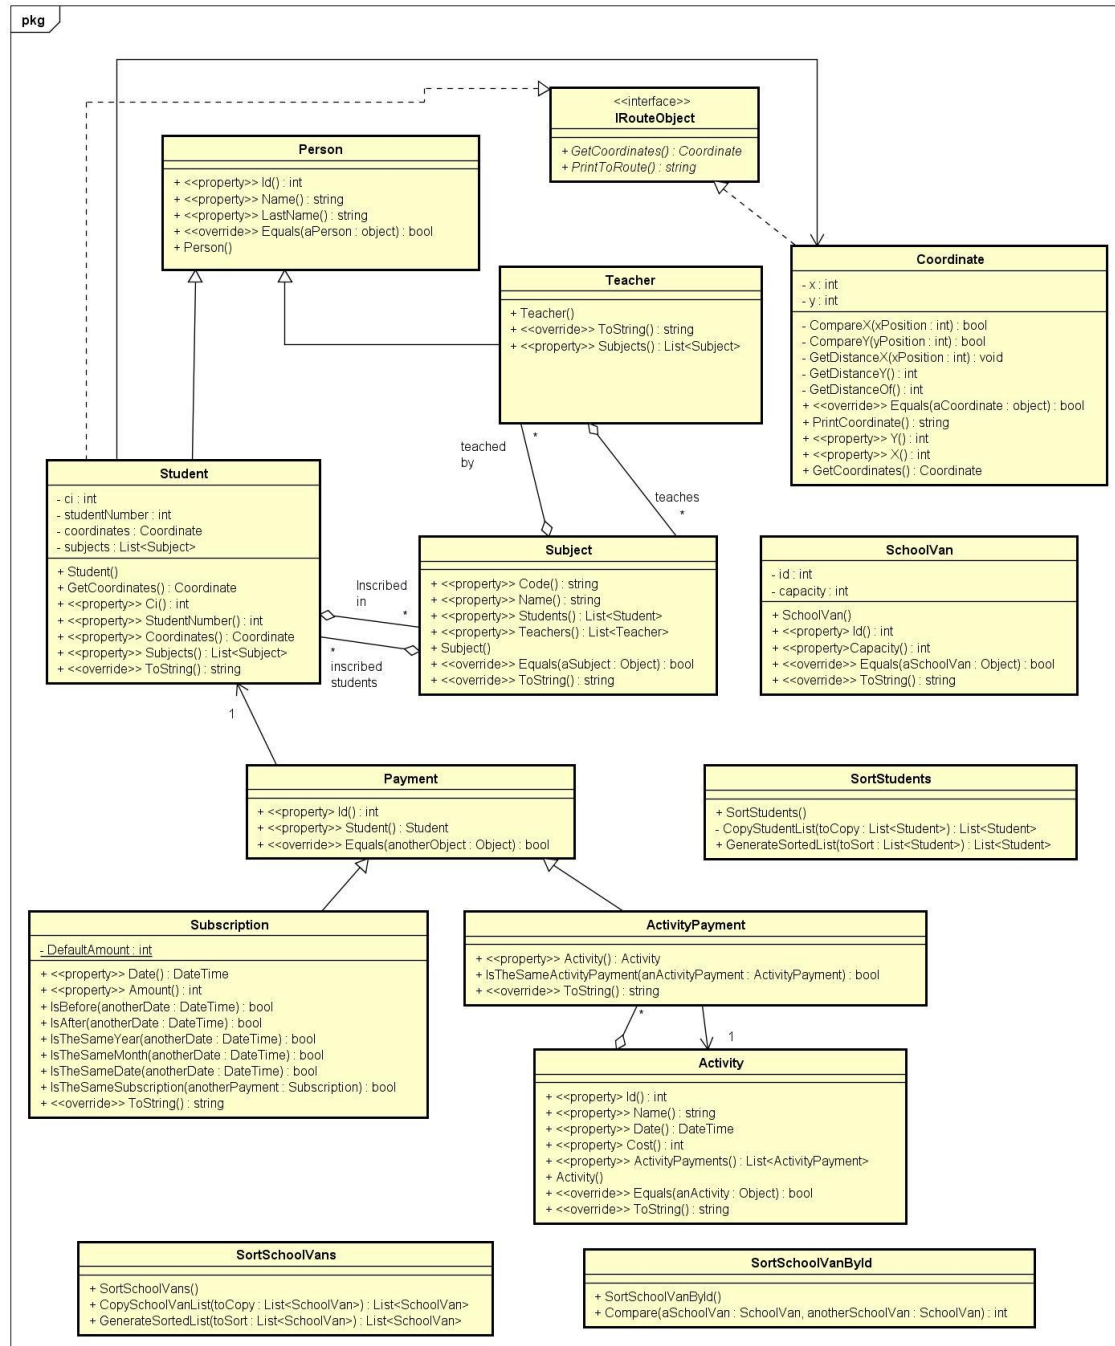 pkg
<<interface>>
IRouteObject
+ GetCoordinates() : Coordinate
+ PrintToRoute() : string
Person
+ <<property>> Id() : int
+ <<property>> Name() : string
+ <<property>> LastName() : string
+ <<override>> Equals(aPerson : object) : bool
+ Person()
Coordinate
- x : int
- y : int
- CompareX(xPosition : int) : bool
- CompareY(yPosition : int) : bool
- GetDistanceX(xPosition : int) : void
- GetDistanceY() : int
- GetDistanceOf() : int
+ <<override>> Equals(aCoordinate : object) : bool
+ PrintCoordinate() : string
+ <<property>> Y() : int
+ <<property>> X() : int
+ GetCoordinates() : Coordinate
Teacher
+ Teacher()
+ <<override>> ToString() : string
+ <<property>> Subjects() : List<Subject>
teached
by
*
teaches
*
Student
- ci : int
- studentNumber : int
- coordinates : Coordinate
- subjects : List<Subject>
+ Student()
+ GetCoordinates() : Coordinate
+ <<property>> Ci() : int
+ <<property>> StudentNumber() : int
+ <<property>> Coordinates() : Coordinate
+ <<property>> Subjects() : List<Subject>
+ <<override>> ToString() : string
Inscribed
in
*
*
inscribed
students
Subject
+ <<property>> Code() : string
+ <<property>> Name() : string
+ <<property>> Students() : List<Student>
+ <<property>> Teachers() : List<Teacher>
+ Subject()
+ <<override>> Equals(aSubject : Object) : bool
+ <<override>> ToString() : string
SchoolVan
- id : int
- capacity : int
+ SchoolVan()
+ <<property> Id() : int
+ <<property>Capacity() : int
+ <<override>> Equals(aSchoolVan : Object) : bool
+ <<override>> ToString() : string
1
Payment
+ <<property> Id() : int
+ <<property>> Student() : Student
+ <<override>> Equals(anotherObject : Object) : bool
SortStudents
+ SortStudents()
- CopyStudentList(toCopy : List<Student>) : List<Student>
+ GenerateSortedList(toSort : List<Student>) : List<Student>
Subscription
- DefaultAmount : int
+ <<property>> Date() : DateTime
+ <<property>> Amount() : int
+ IsBefore(anotherDate : DateTime) : bool
+ IsAfter(anotherDate : DateTime) : bool
+ IsTheSameYear(anotherDate : DateTime) : bool
+ IsTheSameMonth(anotherDate : DateTime) : bool
+ IsTheSameDate(anotherDate : DateTime) : bool
+ IsTheSameSubscription(anotherPayment : Subscription) : bool
+ <<override>> ToString() : string
ActivityPayment
+ <<property>> Activity() : Activity
+ IsTheSameActivityPayment(anActivityPayment : ActivityPayment) : bool
+ <<override>> ToString() : string
*
1
Activity
+ <<property> Id() : int
+ <<property>> Name() : string
+ <<property>> Date() : DateTime
+ <<property> Cost() : int
+ <<property>> ActivityPayments() : List<ActivityPayment>
+ Activity()
+ <<override>> Equals(anActivity : Object) : bool
+ <<override>> ToString() : string
SortSchoolVans
+ SortSchoolVans()
+ CopySchoolVanList(toCopy : List<SchoolVan>) : List<SchoolVan>
+ GenerateSortedList(toSort : List<SchoolVan>) : List<SchoolVan>
SortSchoolVanById
+ SortSchoolVanById()
+ Compare(aSchoolVan : SchoolVan, anotherSchoolVan : SchoolVan) : int